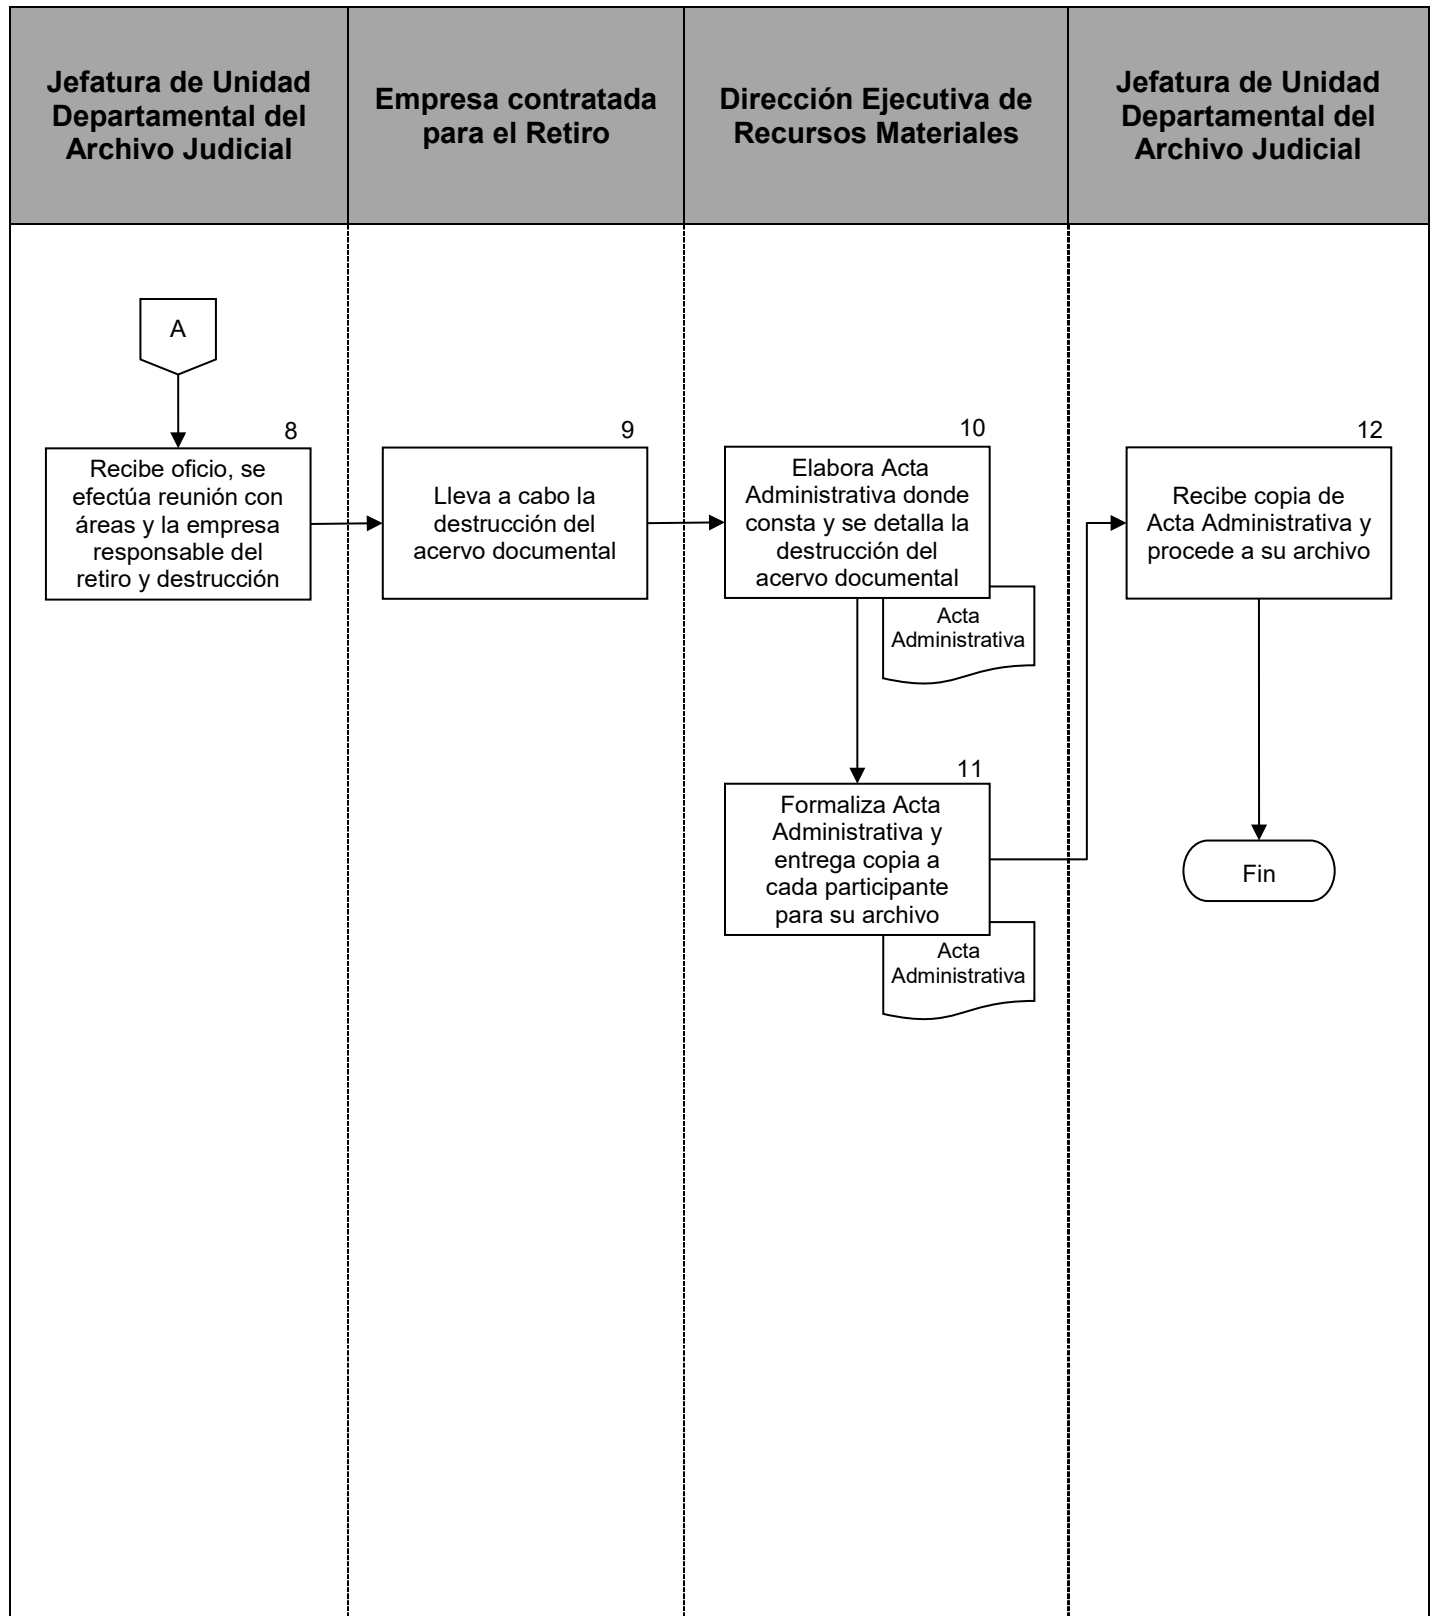 Jefatura de Unidad
Departamental del
Archivo Judicial
Empresa contratada
para el Retiro
Dirección Ejecutiva de
Recursos Materiales
Jefatura de Unidad
Departamental del
Archivo Judicial
A
8
Recibe oficio, se
efectúa reunión con
áreas y la empresa
responsable del
retiro y destrucción
9
Lleva a cabo la
destrucción del
acervo documental
10
Elabora Acta
Administrativa donde
consta y se detalla la
destrucción del
acervo documental
Acta
Administrativa
11
Formaliza Acta
Administrativa y
entrega copia a
cada participante
para su archivo
Acta
Administrativa
12
Recibe copia de
Acta Administrativa y
procede a su archivo
Fin